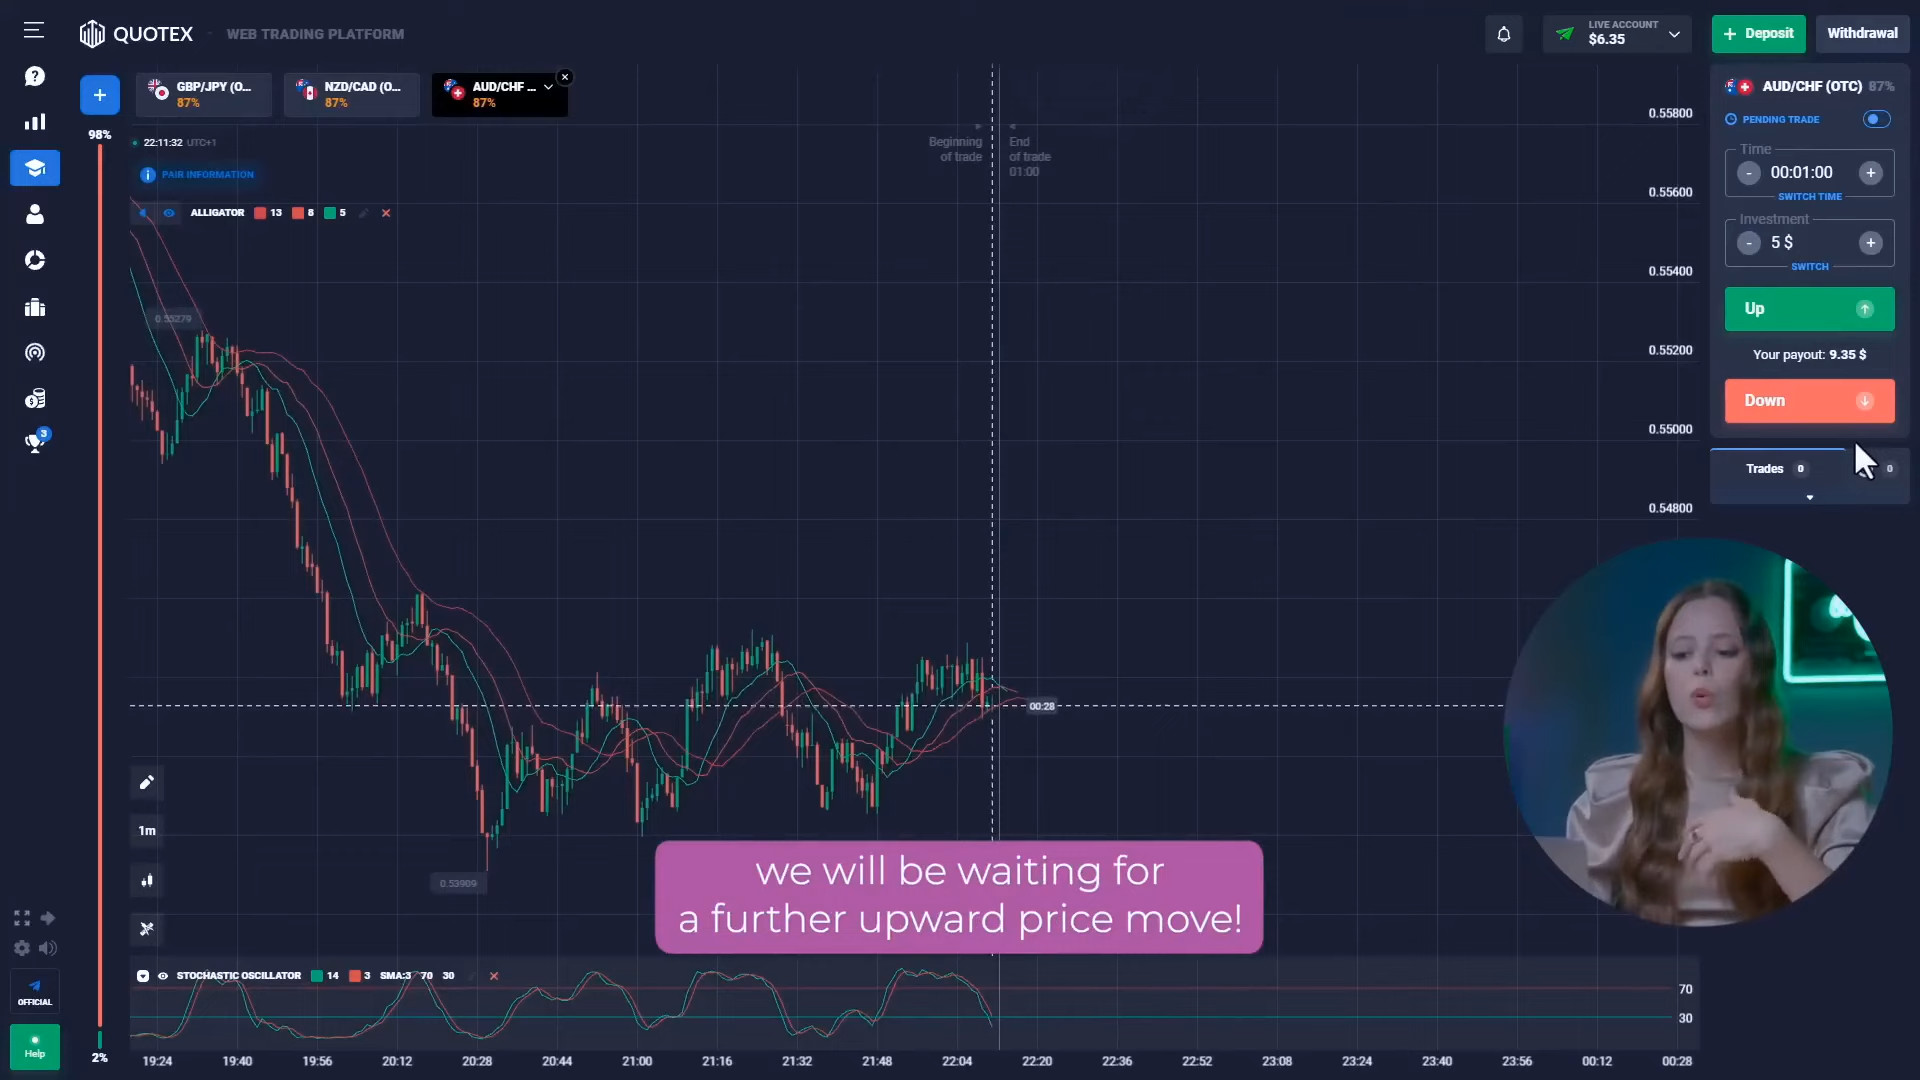 QUOTEX
WEB TRADING PLATFORM
LIVE ACCOUNT
$6.35
Deposit
Withdrawal
GBP/JPY (O...
87%
NZD/CAD (O...
87%
AUD/CHF ...
87%
98%
22:11:32 UTC+1
PAIR INFORMATION
ALLIGATOR 13 8 5
Beginning
of trade
End
of trade
01:00
0.55279
0.53909
00:28
0.55800
0.55600
0.55400
0.55200
0.55000
0.54800
AUD/CHF (OTC) 87%
PENDING TRADE
Time
- 00:01:00 +
SWITCH TIME
Investment
- 5 $ +
SWITCH
Up
Your payout: 9.35 $
Down
Trades 0
0
3
1m
we will be waiting for
a further upward price move!
STOCHASTIC OSCILLATOR 14 3 SMA:3 70 30
70
30
OFFICIAL
Help
2%
19:24 19:40 19:56 20:12 20:28 20:44 21:00 21:16 21:32 21:48 22:04 22:20 22:36 22:52 23:08 23:24 23:40 23:56 00:12 00:28